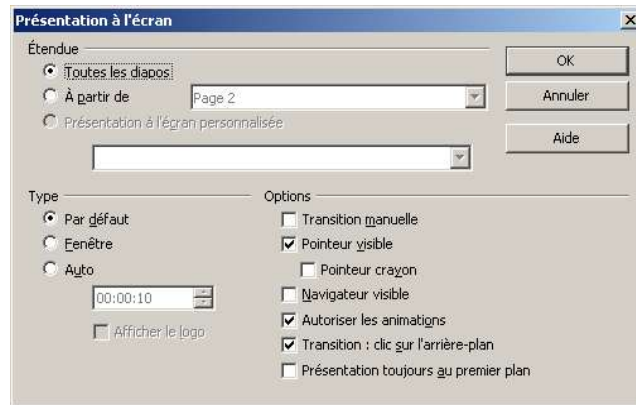 Présentation à l'écran
Étendue
Toutes les diapos
À partir de
Page 2
Présentation à l'écran personnalisée
OK
Annuler
Aide
Type
Par défaut
Fenêtre
Auto
00:00:10
Afficher le logo
Options
Transition manuelle
Pointeur visible
Pointeur crayon
Navigateur visible
Autoriser les animations
Transition : clic sur l'arrière-plan
Présentation toujours au premier plan